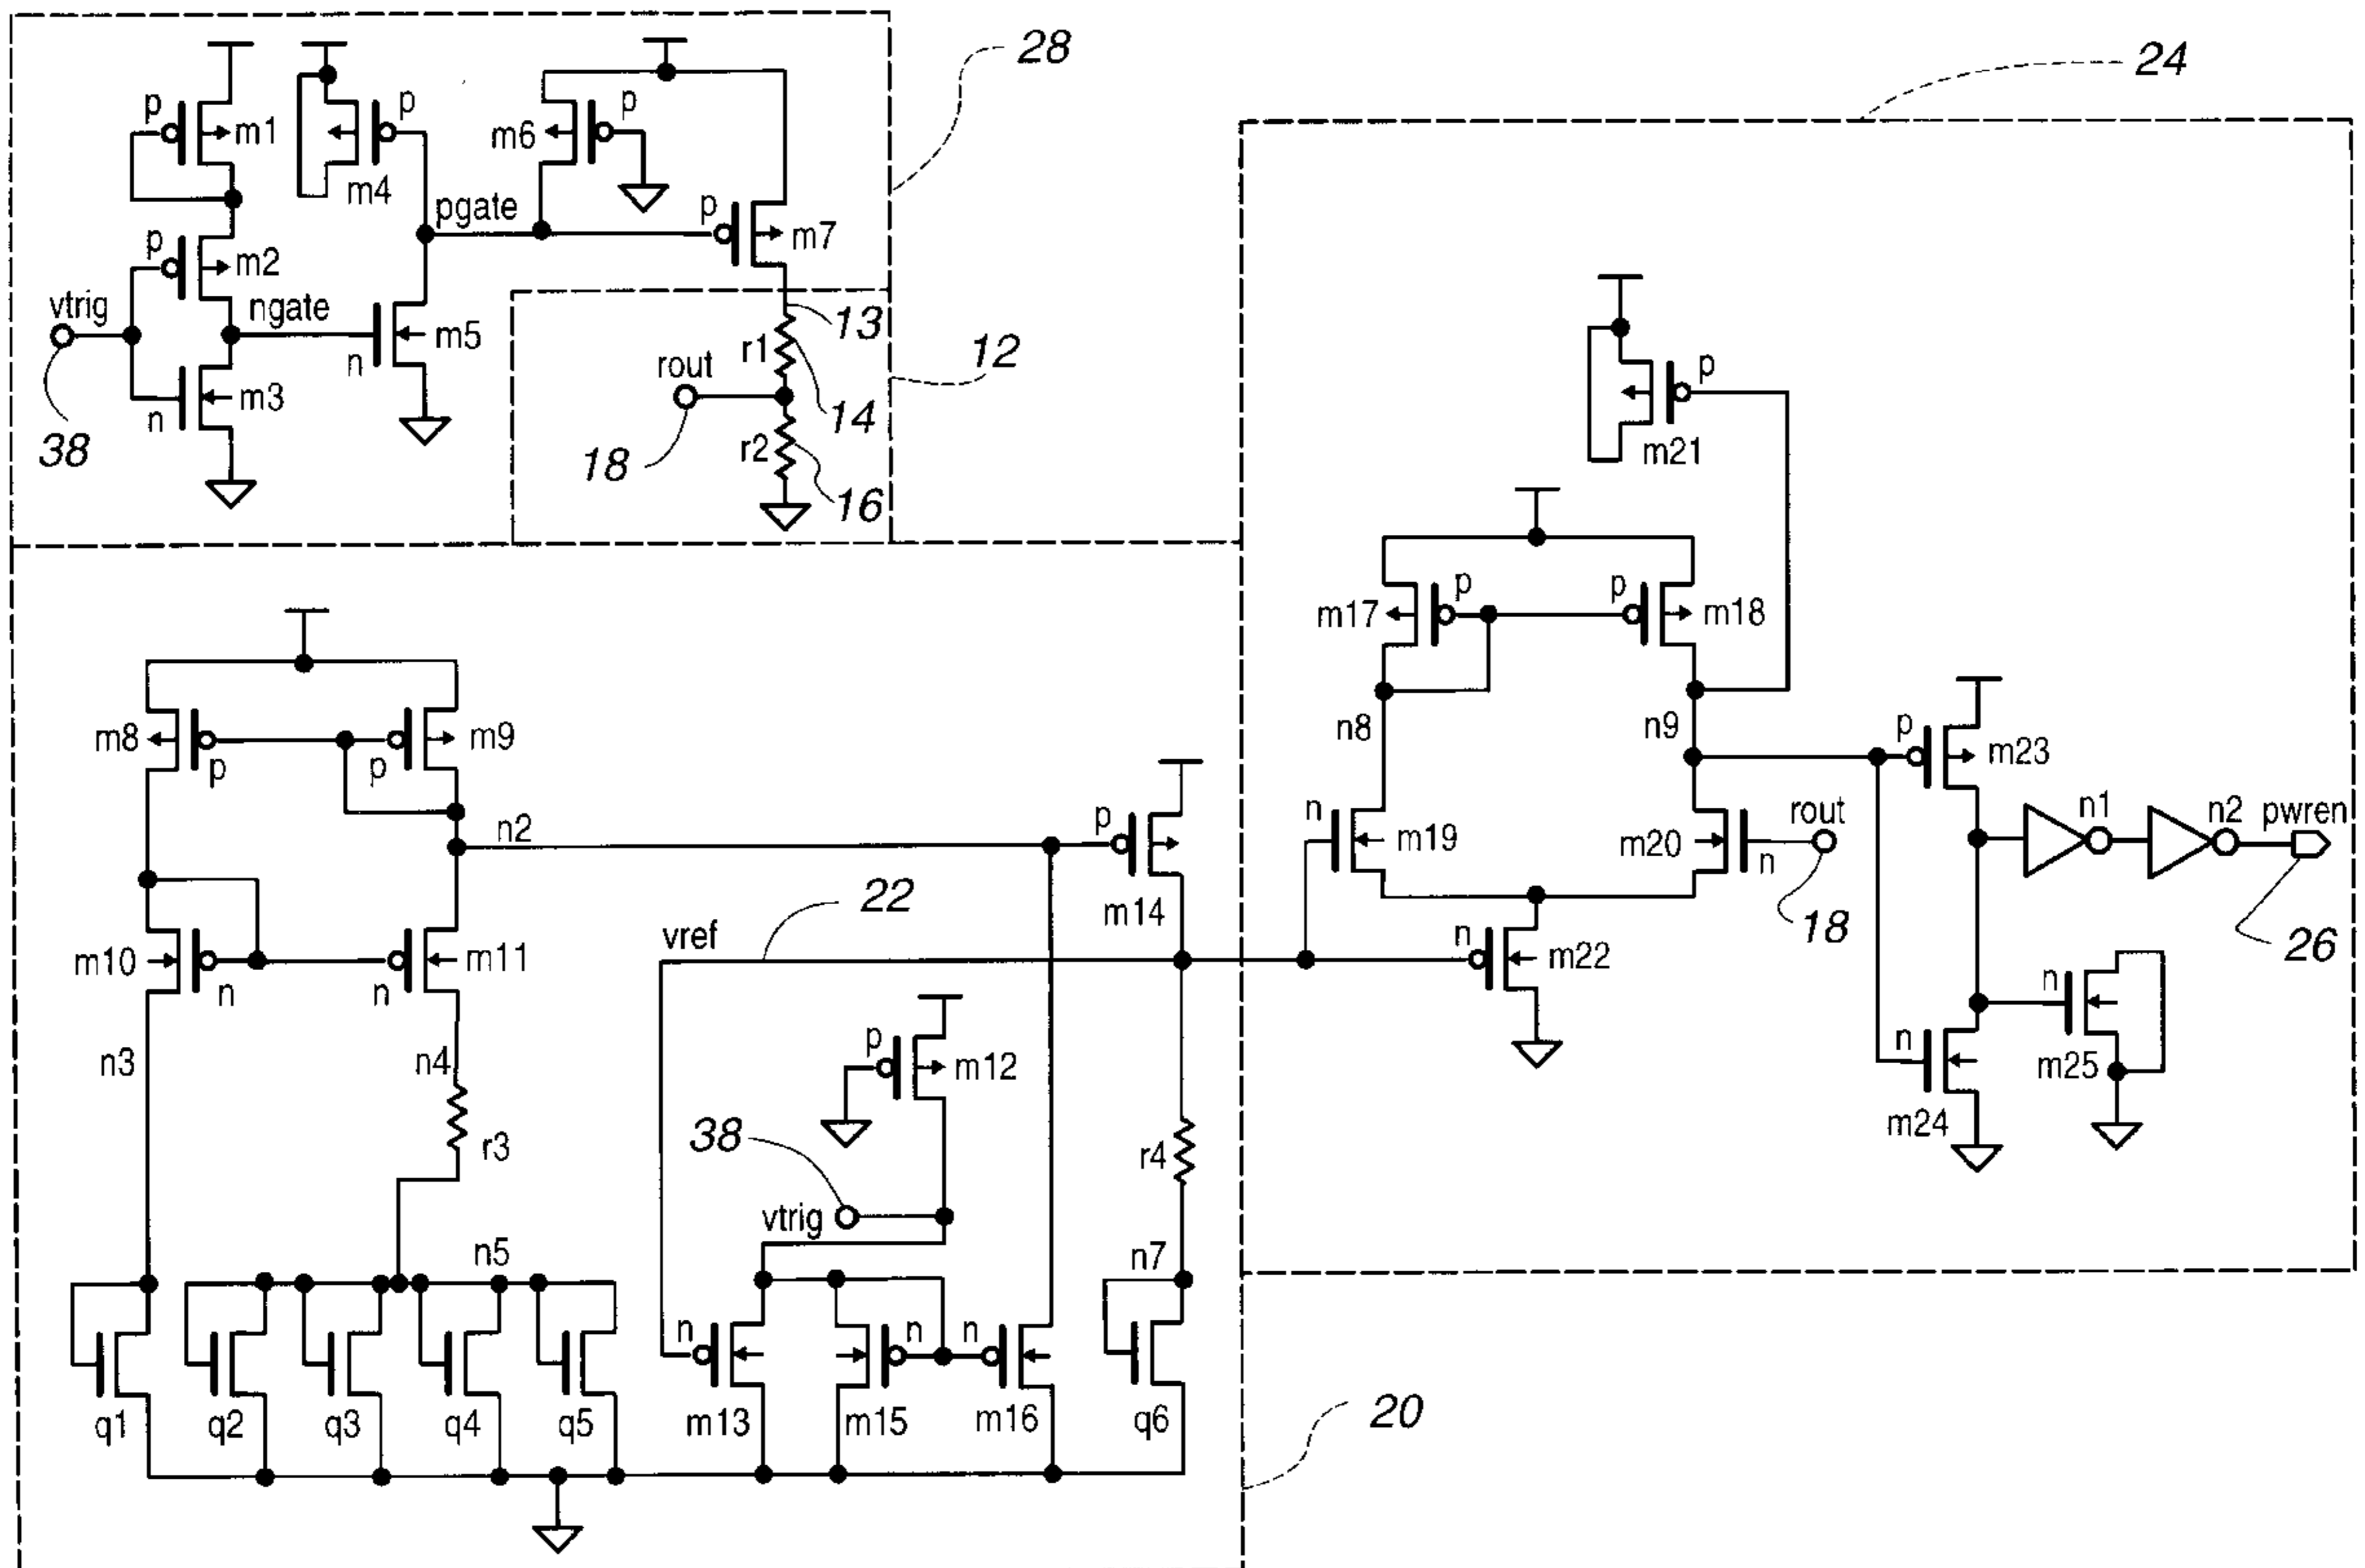 28
24
p
m1
p
m4
p
m6
pgate
p
m7
p
m2
vtrig
ngate
m5
n
m3
n
38
13
r1
rout
14
12
r2
18
16
p
m21
m17
p
p
m18
n8
n9
m8
p
p
m9
n2
p
m14
n
m19
m20
n
rout
18
p
m23
n1
n2
pwren
26
m10
n
n
m11
vref
22
n
m22
n
m25
n
m24
n3
n4
r3
p
m12
38
vtrig
r4
n5
n7
q1
q2
q3
q4
q5
n
m13
n
m15
n
m16
q6
20